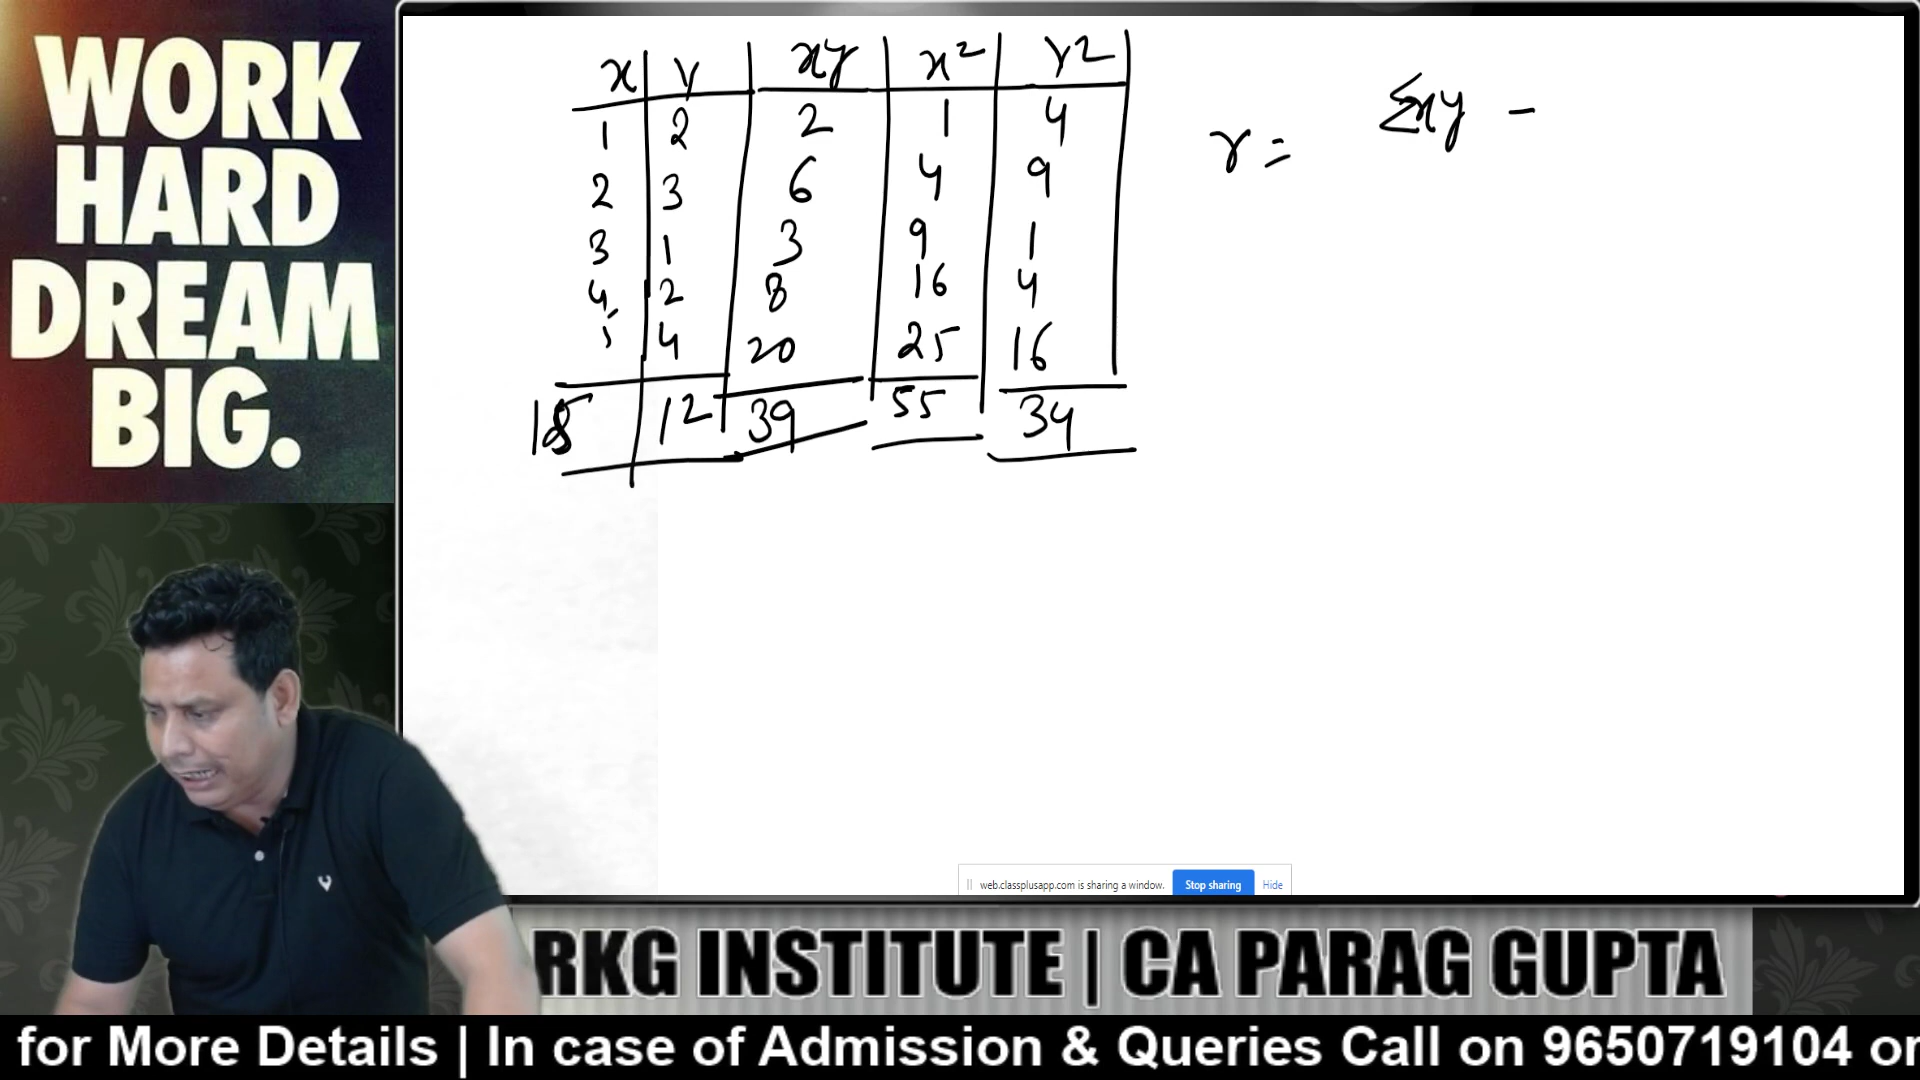 WORK
HARD
DREAM
BIG.
x y xy x² y²
1 2 2 1 4
2 3 6 4 9
3 1 3 9 1
4 2 8 16 4
5 4 20 25 16
15 12 39 55 34
r = Σxy -
web.classplusapp.com is sharing a window. Stop sharing Hide
RKG INSTITUTE | CA PARAG GUPTA
for More Details | In case of Admission & Queries Call on 9650719104 or